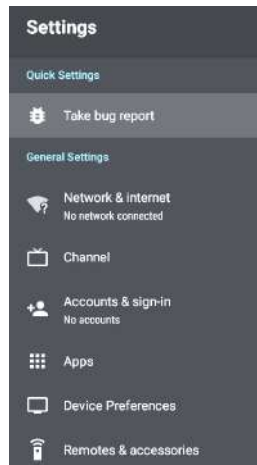 Settings
Quick Settings
Take bug report
General Settings
Network & internet
No network connected
Channel
Accounts & sign-in
No accounts
Apps
Device Preferences
Remotes & accessories